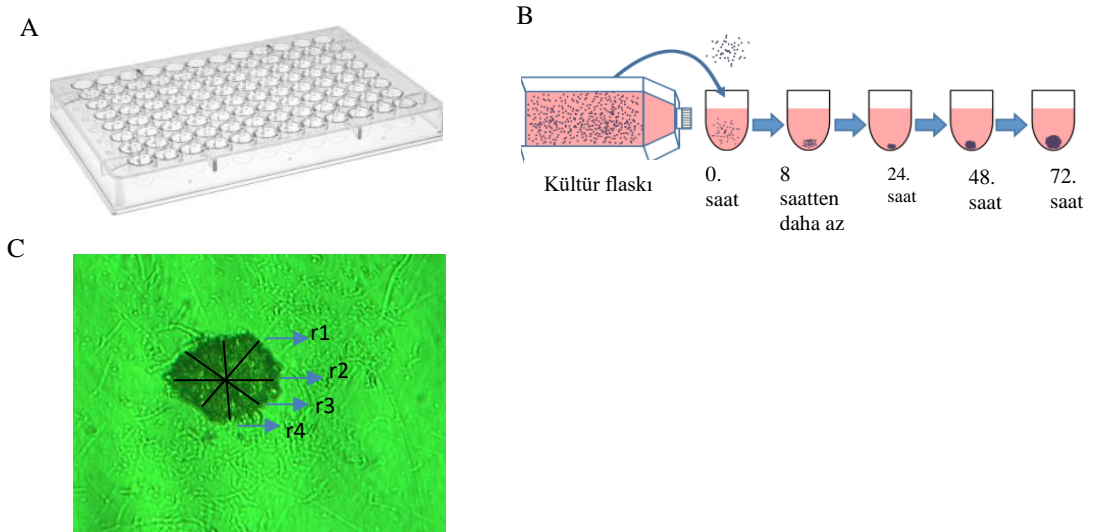 A
B
Kültür flaskı
0.
saat
8
saatten
daha az
24.
saat
48.
saat
72.
saat
C
r1
r2
r3
r4